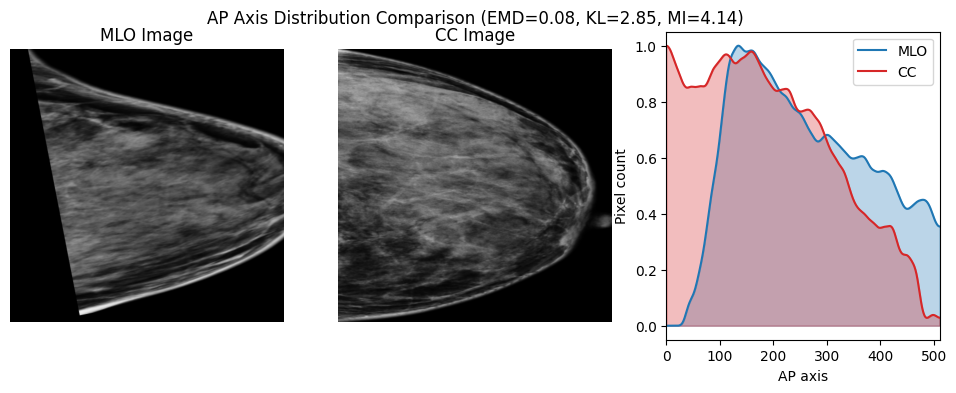 AP Axis Distribution Comparison (EMD=0.08, KL=2.85, MI=4.14)
MLO Image
CC Image
MLO
CC
Pixel count
1.0
0.8
0.6
0.4
0.2
0.0
0 100 200 300 400 500
AP axis